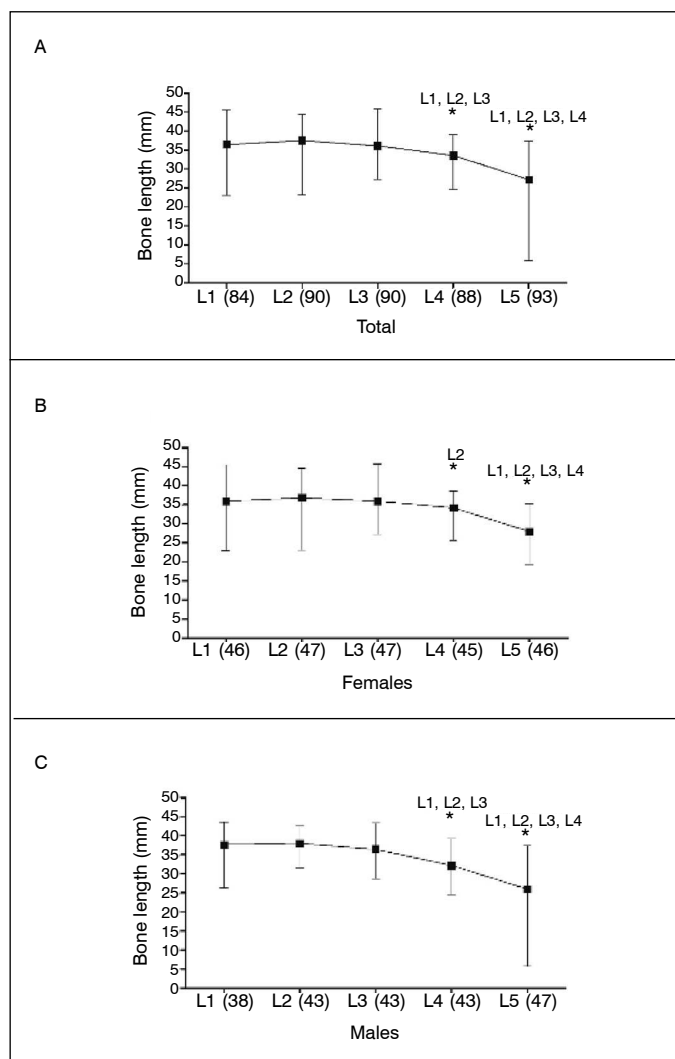 A
Bone length (mm)
50
45
40
35
30
25
20
15
10
5
0
L1, L2, L3
*
L1, L2, L3, L4
*
L1 (84) L2 (90) L3 (90) L4 (88) L5 (93)
Total
B
Bone length (mm)
50
45
40
35
30
25
20
15
10
5
0
L2
*
L1, L2, L3, L4
*
L1 (46) L2 (47) L3 (47) L4 (45) L5 (46)
Females
C
Bone length (mm)
50
45
40
35
30
25
20
15
10
5
0
L1, L2, L3
*
L1, L2, L3, L4
*
L1 (38) L2 (43) L3 (43) L4 (43) L5 (47)
Males